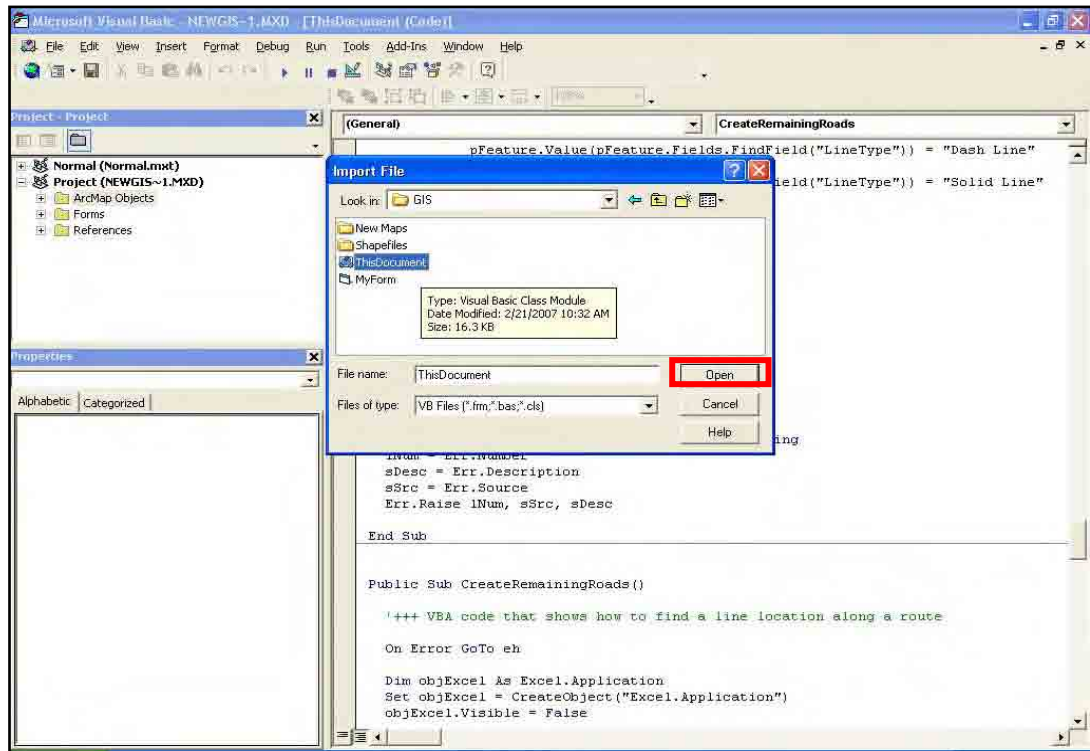 Microsoft Visual Basic - NEWGIS~1.MXD - [ThisDocument (Code)]
File Edit View Insert Format Debug Run Tools Add-Ins Window Help
100%
Project - Project
Normal (Normal.mxt)
Project (NEWGIS~1.MXD)
ArcMap Objects
Forms
References
Properties
Alphabetic Categorized
(General) CreateRemainingRoads
pFeature.Value(pFeature.Fields.FindField("LineType")) = "Dash Line"
ield("LineType")) = "Solid Line"
Import File
Look in: GIS
New Maps
Shapefiles
ThisDocument
MyForm
Type: Visual Basic Class Module
Date Modified: 2/21/2007 10:32 AM
Size: 16.3 KB
File name: ThisDocument Open
Files of type: VB Files (*.frm;*.bas;*.cls) Cancel
Help
ing
lNum = Err.Number
sDesc = Err.Description
sSrc = Err.Source
Err.Raise lNum, sSrc, sDesc
End Sub
Public Sub CreateRemainingRoads()
'+++ VBA code that shows how to find a line location along a route
On Error GoTo eh
Dim objExcel As Excel.Application
Set objExcel = CreateObject("Excel.Application")
objExcel.Visible = False